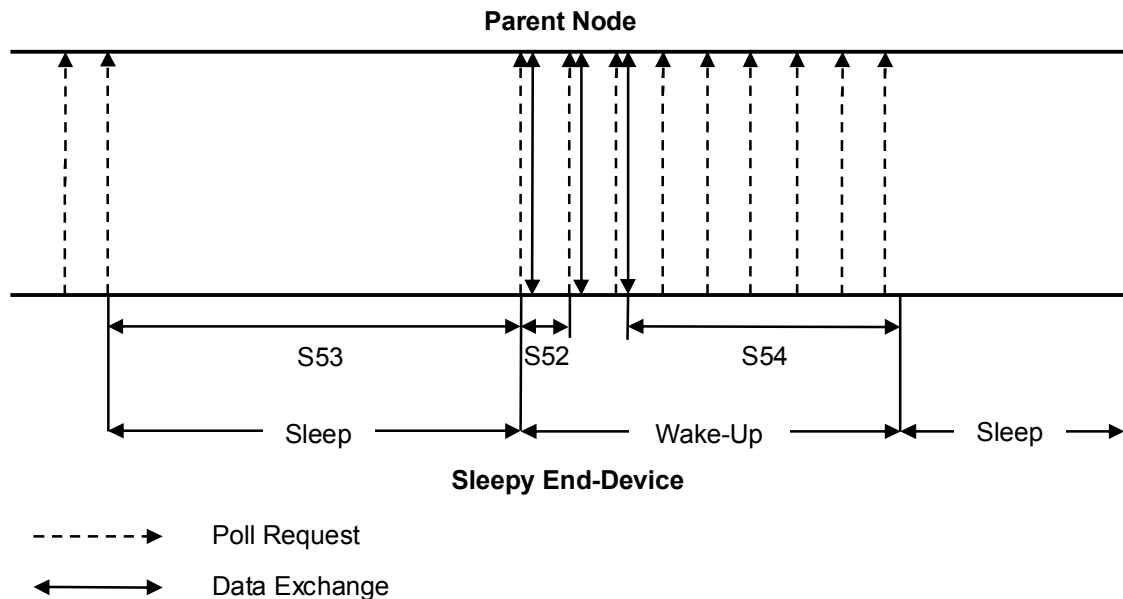 Parent Node
S53
S52
S54
Sleep
Wake-Up
Sleep
Sleepy End-Device
Poll Request
Data Exchange